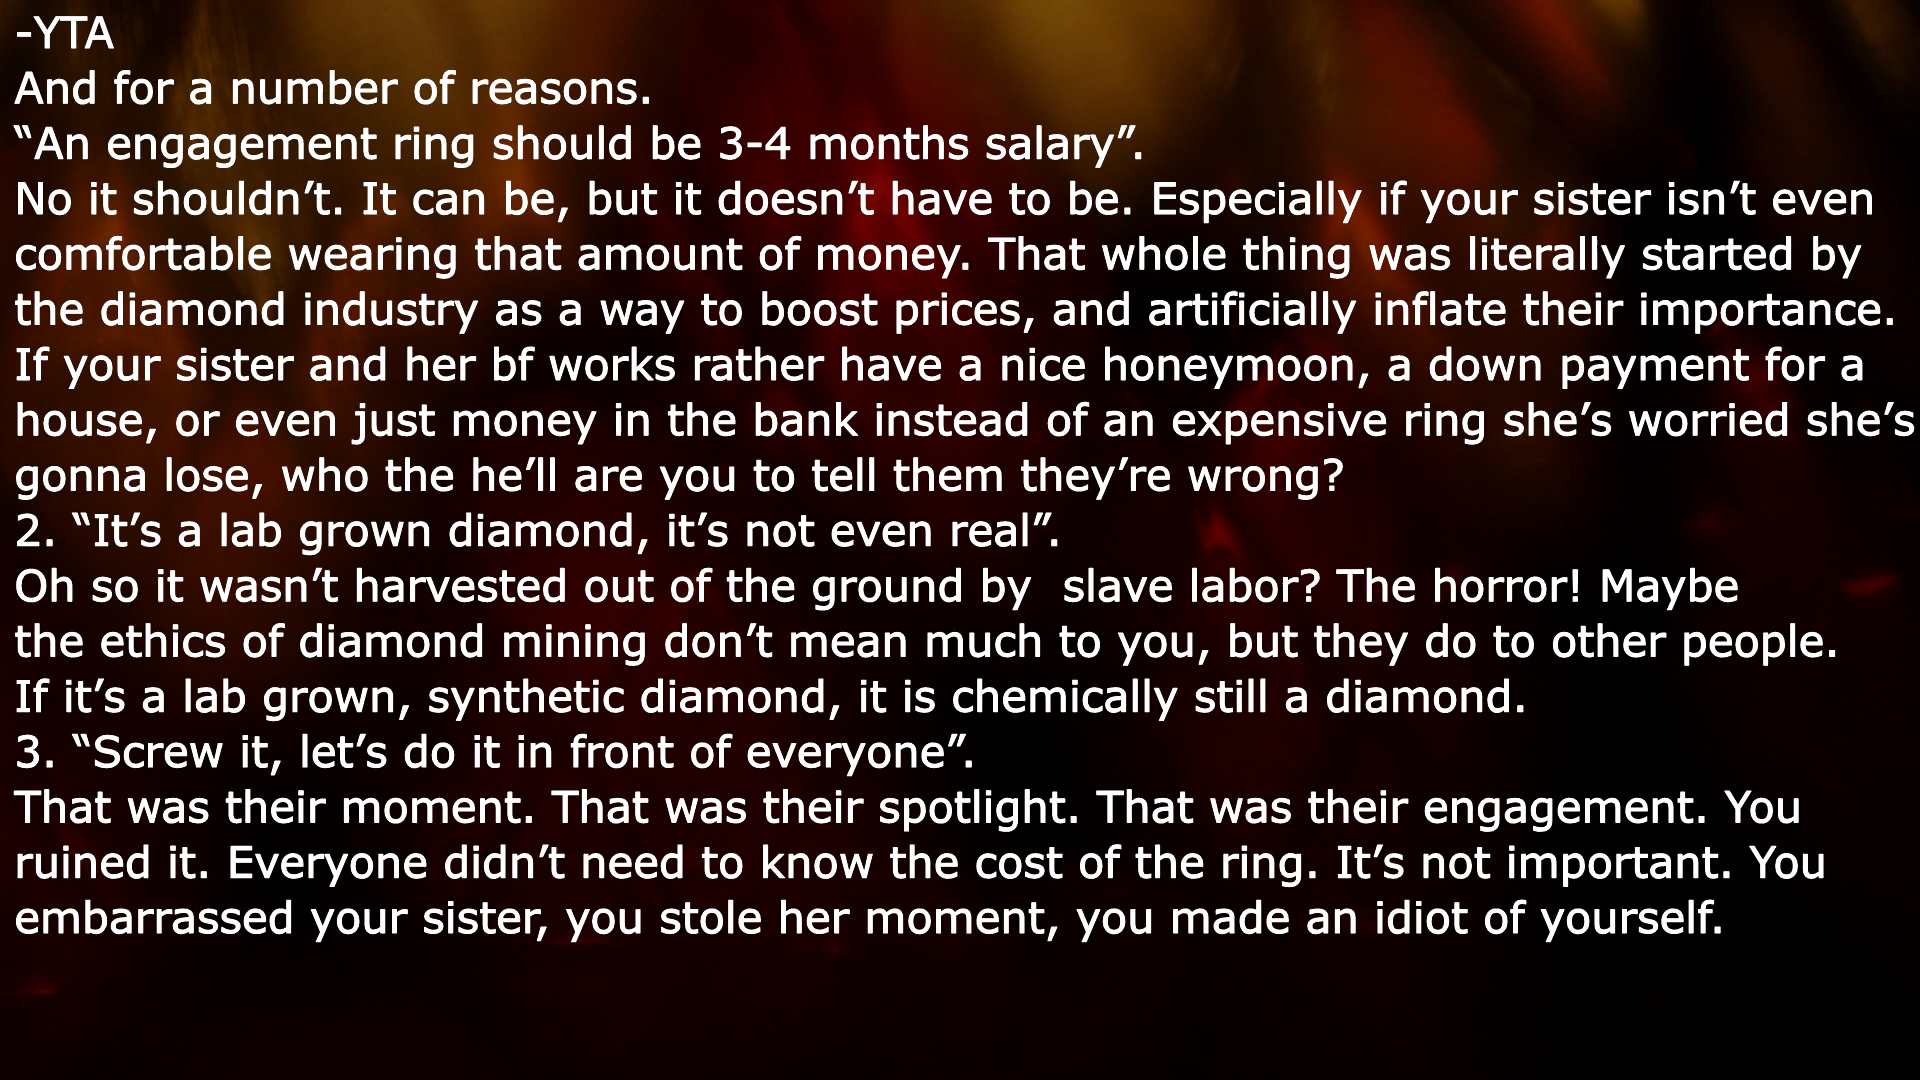 -YTA
And for a number of reasons.
“An engagement ring should be 3-4 months salary”.
No it shouldn’t. It can be, but it doesn’t have to be. Especially if your sister isn’t even
comfortable wearing that amount of money. That whole thing was literally started by
the diamond industry as a way to boost prices, and artificially inflate their importance.
If your sister and her bf works rather have a nice honeymoon, a down payment for a
house, or even just money in the bank instead of an expensive ring she’s worried she’s
gonna lose, who the he’ll are you to tell them they’re wrong?
2. “It’s a lab grown diamond, it’s not even real”.
Oh so it wasn’t harvested out of the ground by  slave labor? The horror! Maybe
the ethics of diamond mining don’t mean much to you, but they do to other people.
If it’s a lab grown, synthetic diamond, it is chemically still a diamond.
3. “Screw it, let’s do it in front of everyone”.
That was their moment. That was their spotlight. That was their engagement. You
ruined it. Everyone didn’t need to know the cost of the ring. It’s not important. You
embarrassed your sister, you stole her moment, you made an idiot of yourself.